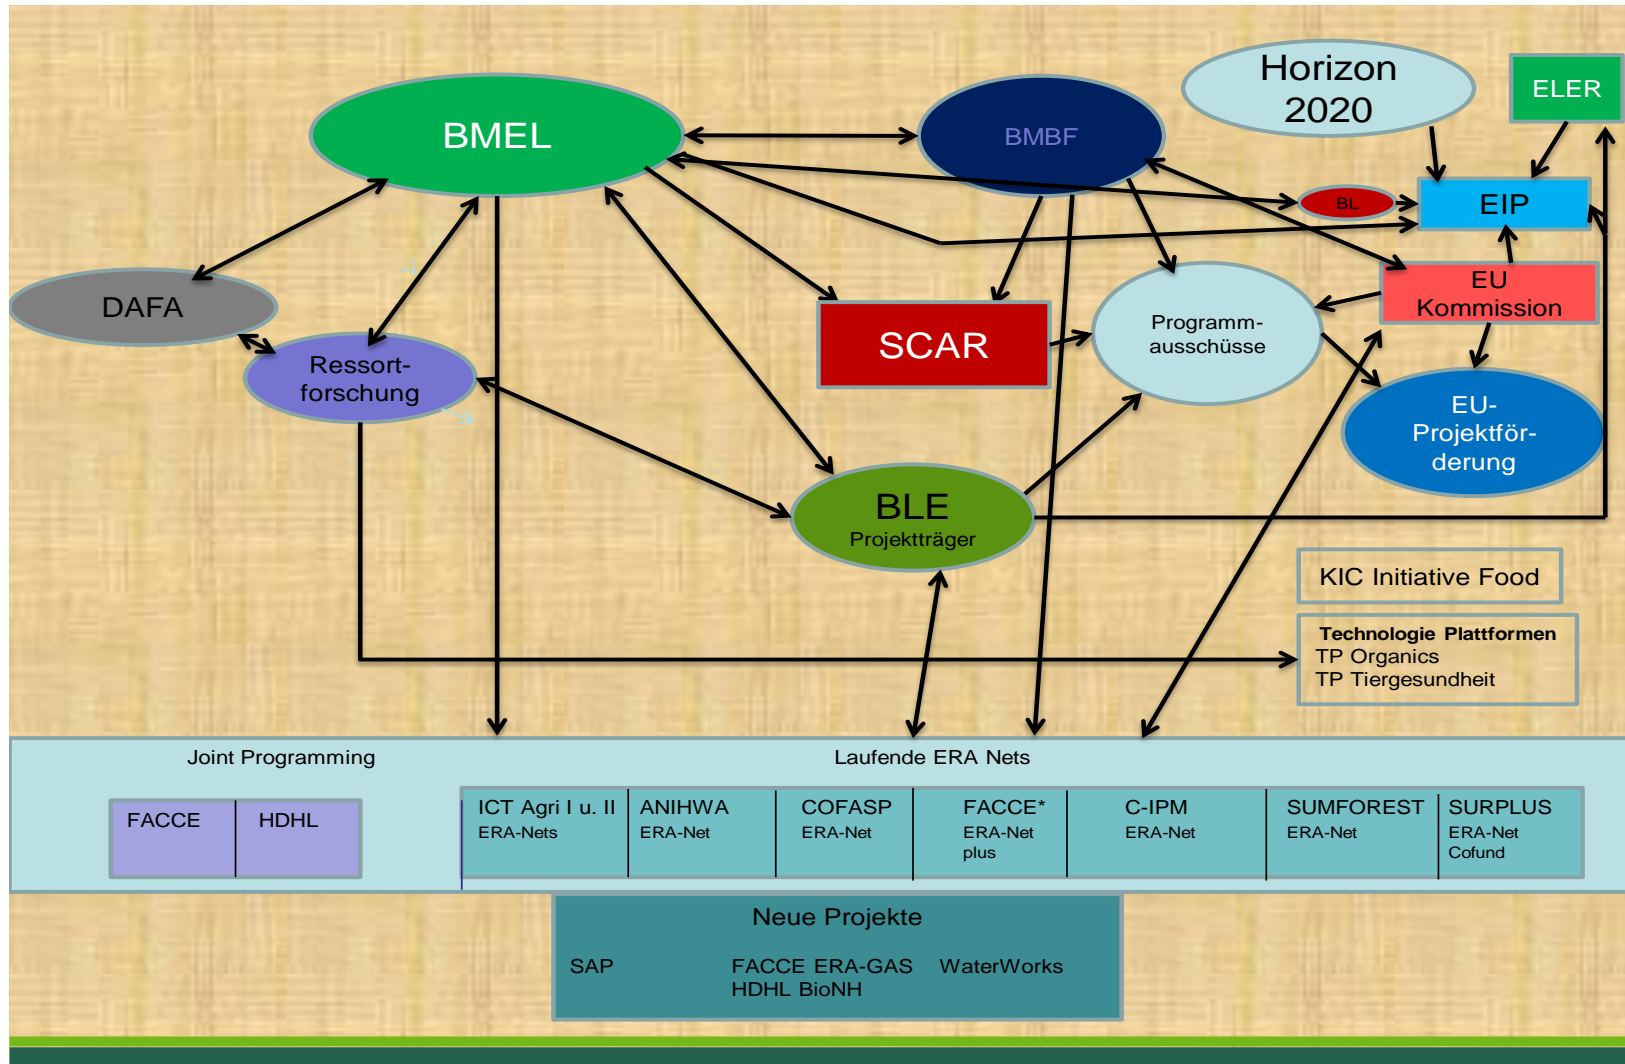 Horizon
2020
ELER
BMEL
BMBF
BL
EIP
DAFA
EU
Kommission
Ressort-
forschung
SCAR
Programm-
ausschüsse
EU-
Projektför-
derung
BLE
Projektträger
KIC Initiative Food
Technologie Plattformen
TP Organics
TP Tiergesundheit
Joint Programming
Laufende ERA Nets
FACCE
HDHL
ICT Agri I u. II
ERA-Nets
ANIHWA
ERA-Net
COFASP
ERA-Net
FACCE*
ERA-Net
plus
C-IPM
ERA-Net
SUMFOREST
ERA-Net
SURPLUS
ERA-Net
Cofund
Neue Projekte
SAP
FACCE ERA-GAS
HDHL BioNH
WaterWorks